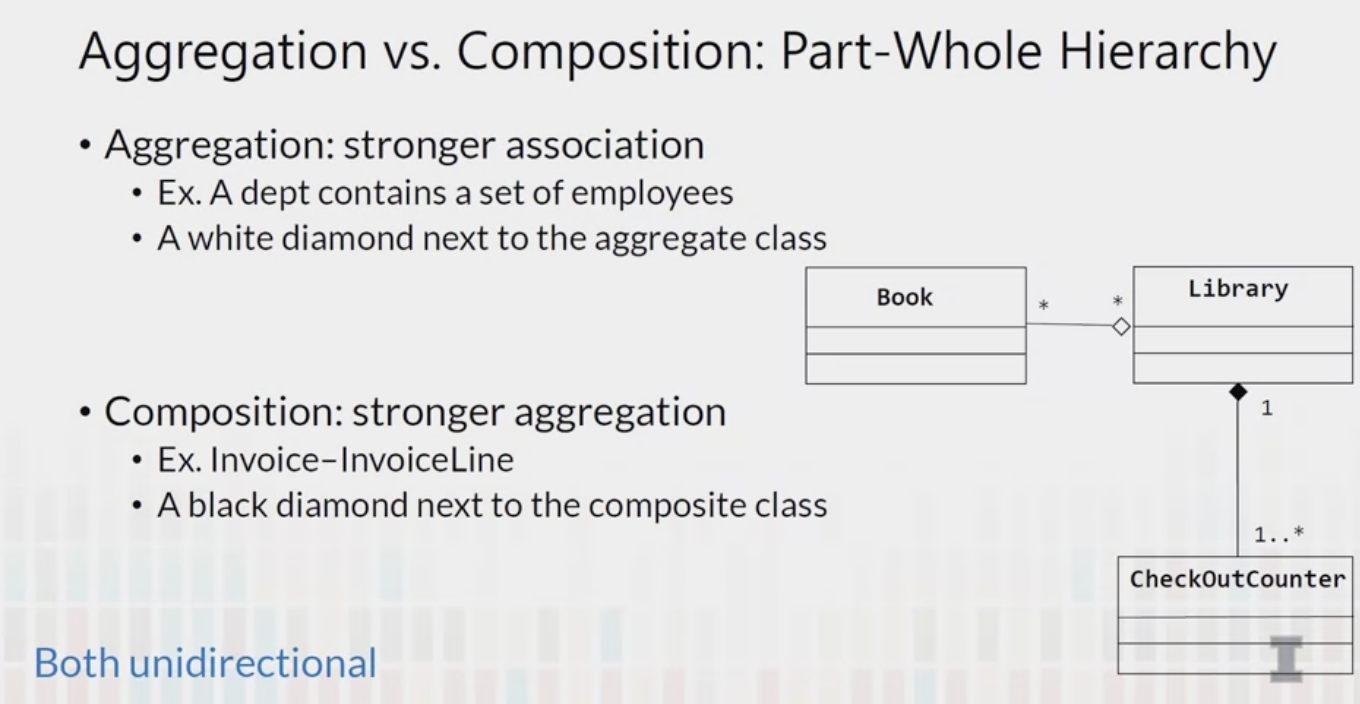 Aggregation vs. Composition: Part-Whole Hierarchy
• Aggregation: stronger association
• Ex. A dept contains a set of employees
• A white diamond next to the aggregate class
Book
*
*
Library
• Composition: stronger aggregation
• Ex. Invoice–InvoiceLine
• A black diamond next to the composite class
1
1..*
CheckOutCounter
Both unidirectional